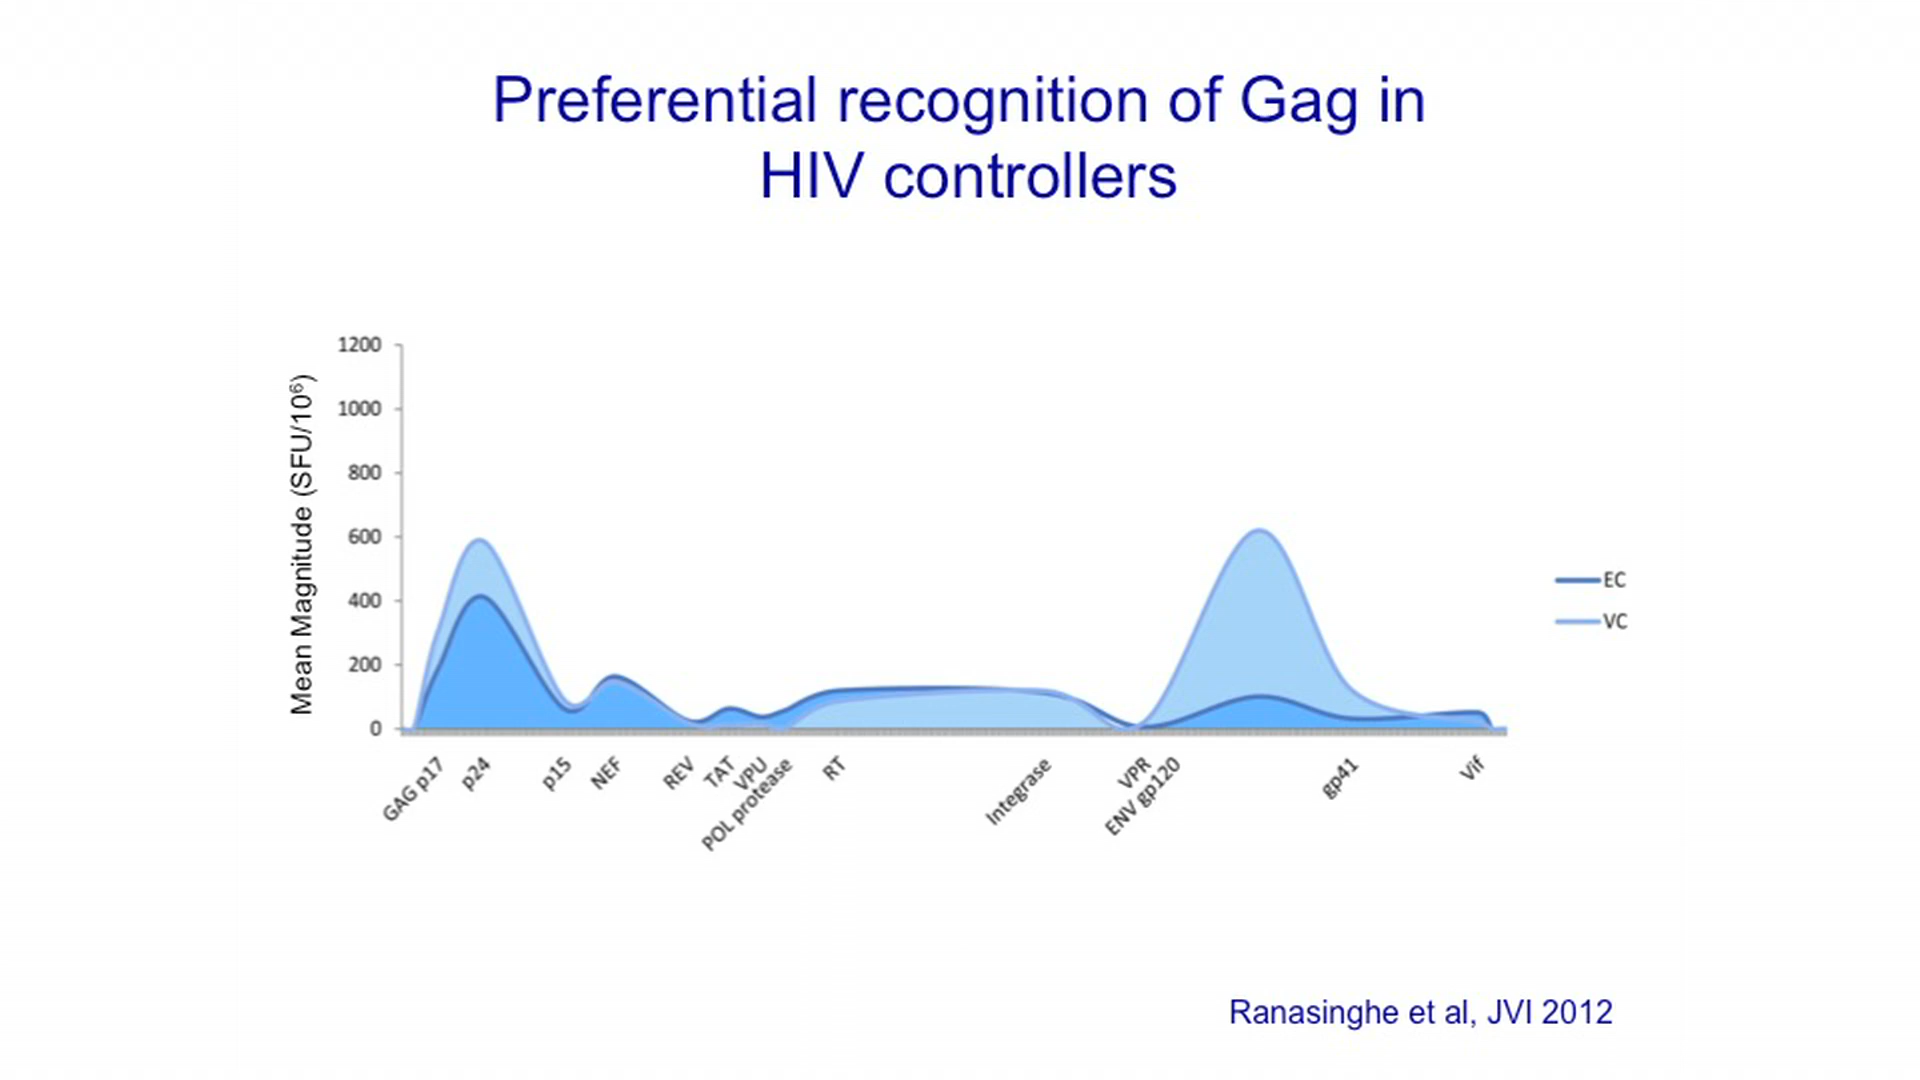 Preferential recognition of Gag in
HIV controllers
Mean Magnitude (SFU/10⁶)
1200
1000
800
600
400
200
0
GAG p17
p24
p15
NEF
REV
TAT
VPU
POL protease
RT
Integrase
VPR
ENV gp120
gp41
Vif
EC
VC
Ranasinghe et al, JVI 2012